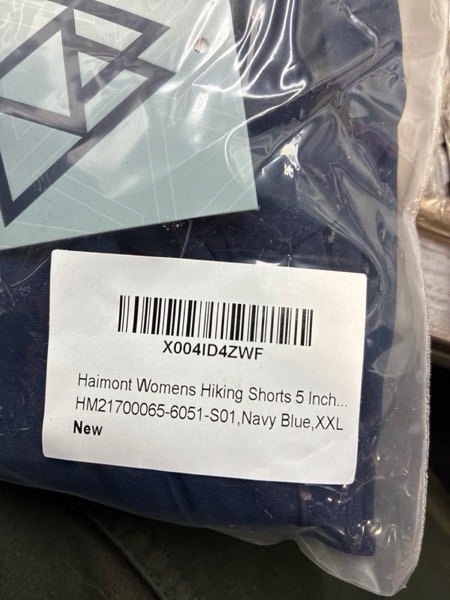 X004ID4ZWF
Haimont Womens Hiking Shorts 5 Inch...
HM21700065-6051-S01,Navy Blue,XXL
New